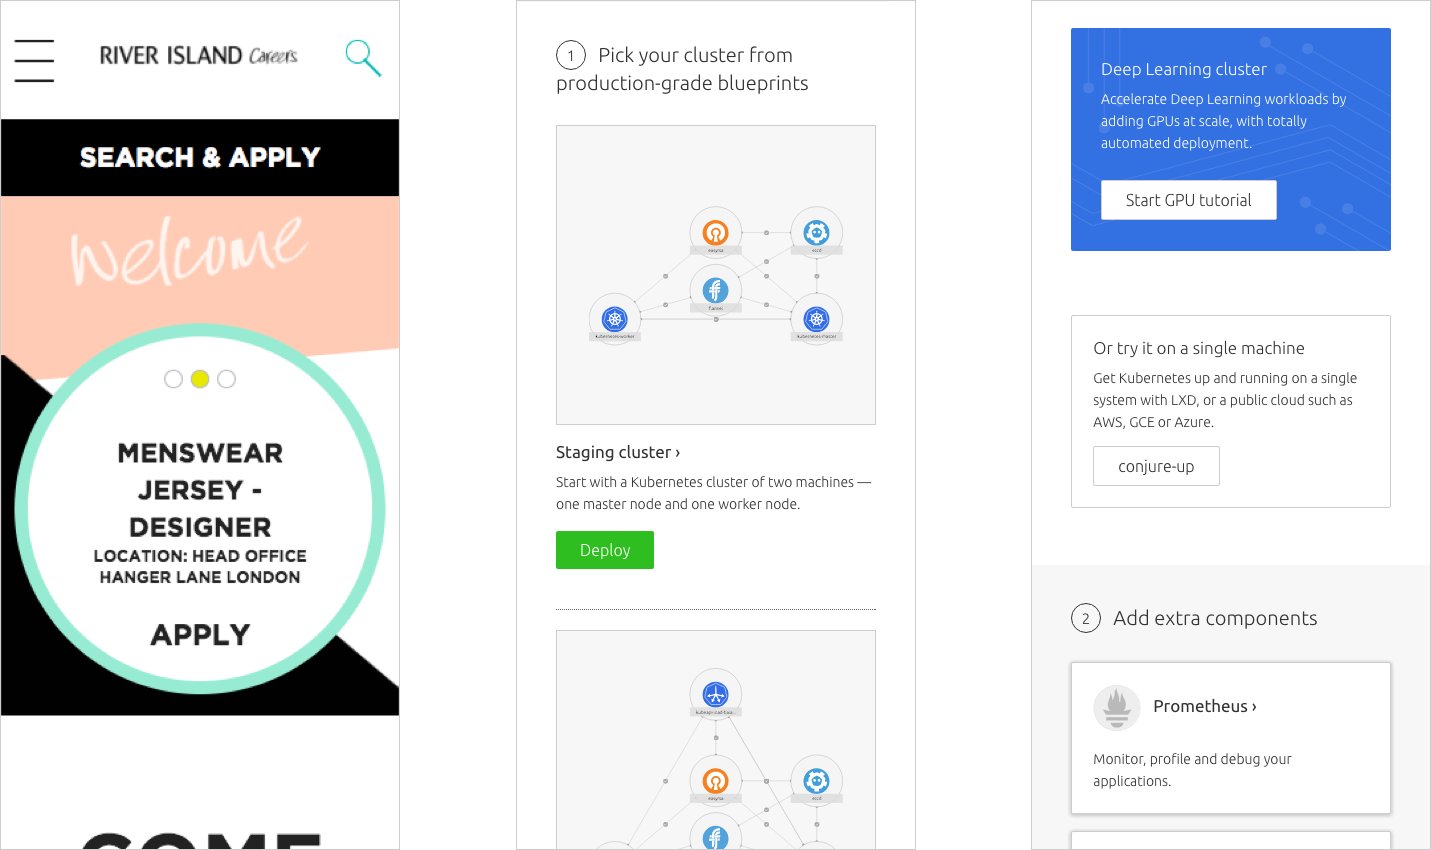 RIVER ISLAND Careers
SEARCH & APPLY
welcome
MENSWEAR
JERSEY -
DESIGNER
LOCATION: HEAD OFFICE
HANGER LANE LONDON
APPLY
1 Pick your cluster from
production-grade blueprints
easyrsa
etcd
flannel
kubernetes-worker
kubernetes-master
Staging cluster ›
Start with a Kubernetes cluster of two machines —
one master node and one worker node.
Deploy
easyrsa
etcd
Deep Learning cluster
Accelerate Deep Learning workloads by
adding GPUs at scale, with totally
automated deployment.
Start GPU tutorial
Or try it on a single machine
Get Kubernetes up and running on a single
system with LXD, or a public cloud such as
AWS, GCE or Azure.
conjure-up
2 Add extra components
Prometheus ›
Monitor, profile and debug your
applications.